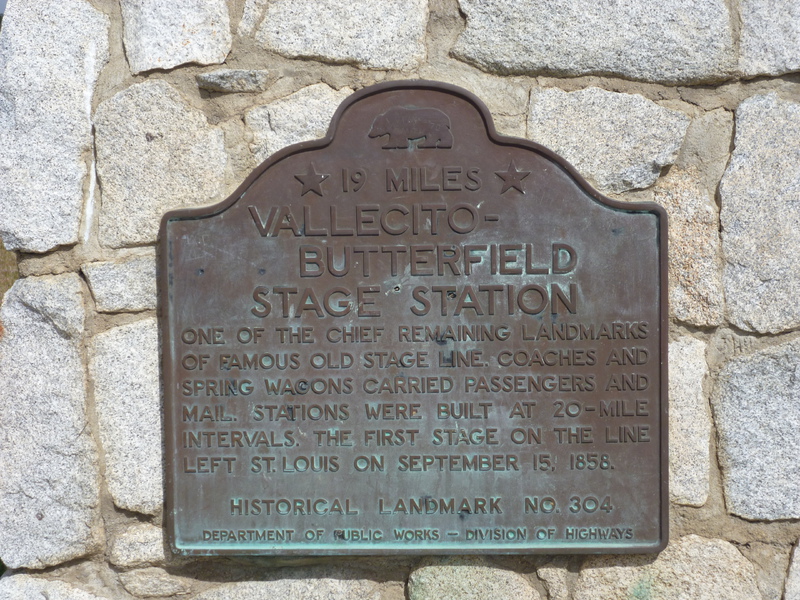 19 MILES
VALLECITO-
BUTTERFIELD
STAGE STATION
ONE OF THE CHIEF REMAINING LANDMARKS
OF FAMOUS OLD STAGE LINE. COACHES AND
SPRING WAGONS CARRIED PASSENGERS AND
MAIL. STATIONS WERE BUILT AT 20-MILE
INTERVALS. THE FIRST STAGE ON THE LINE
LEFT ST. LOUIS ON SEPTEMBER 15, 1858.
HISTORICAL LANDMARK NO. 304
DEPARTMENT OF PUBLIC WORKS — DIVISION OF HIGHWAYS